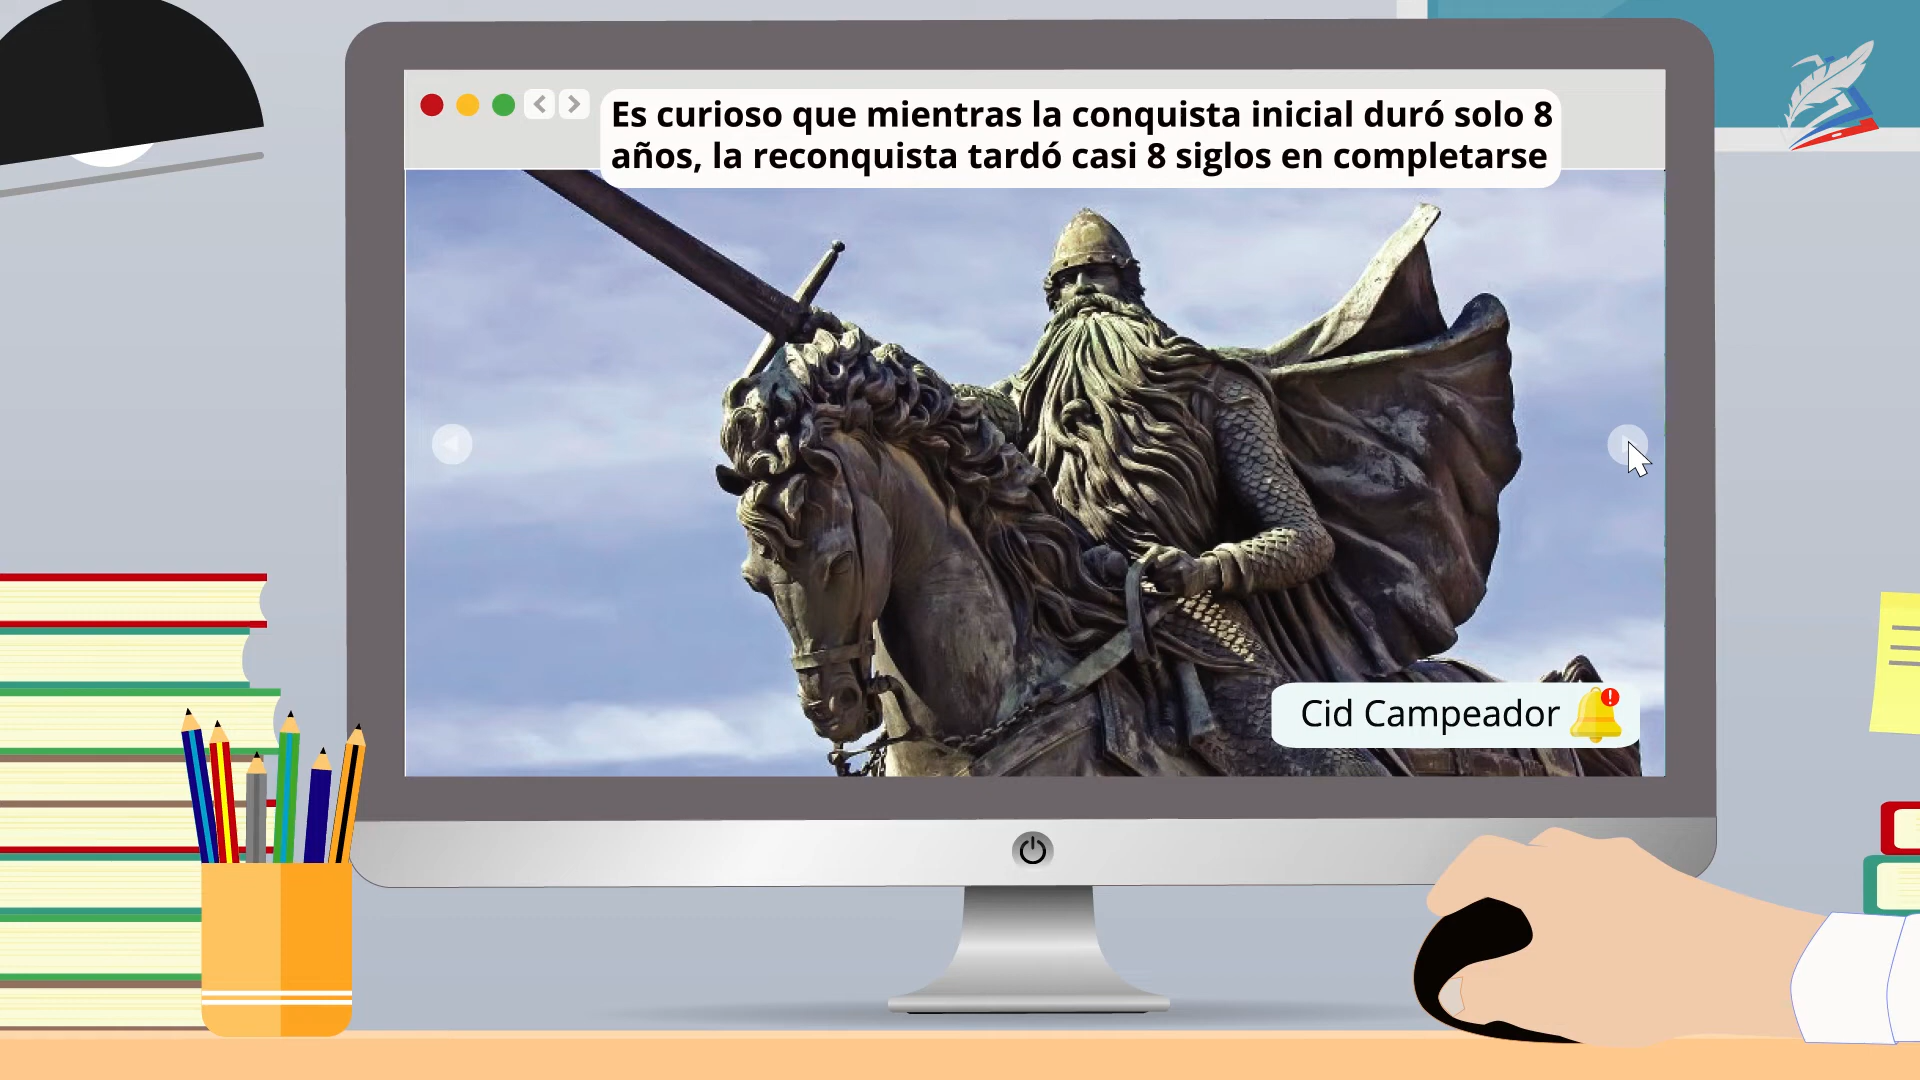 Es curioso que mientras la conquista inicial duró solo 8
años, la reconquista tardó casi 8 siglos en completarse
Cid Campeador